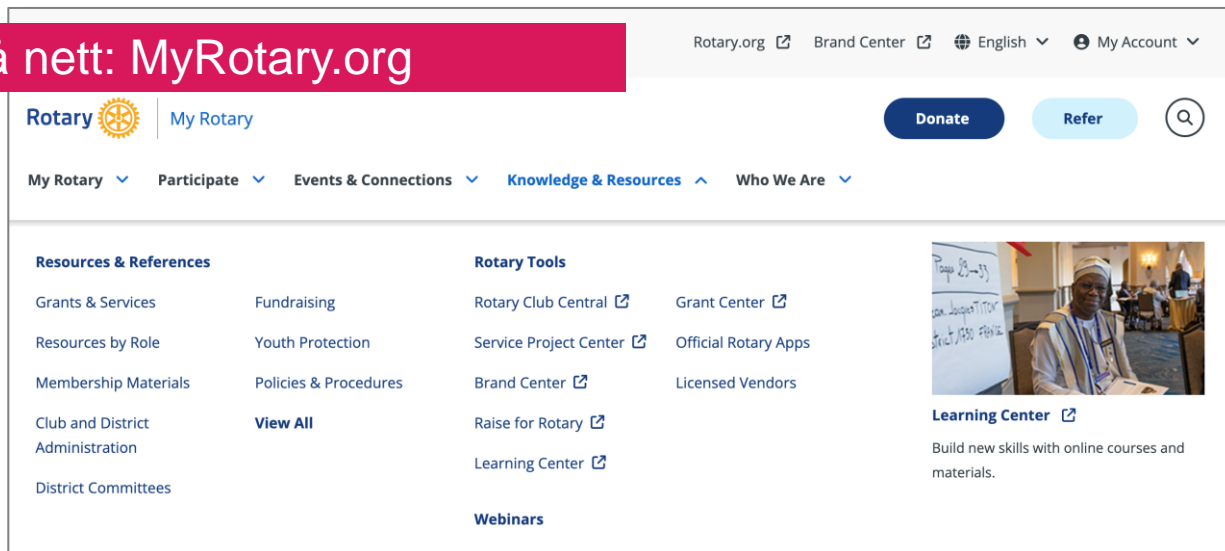 å nett: MyRotary.org
Rotary.org Brand Center English My Account
Rotary My Rotary Donate Refer
My Rotary Participate Events & Connections Knowledge & Resources Who We Are
Resources & References
Grants & Services
Resources by Role
Membership Materials
Club and District
Administration
District Committees
Fundraising
Youth Protection
Policies & Procedures
View All
Rotary Tools
Rotary Club Central
Service Project Center
Brand Center
Raise for Rotary
Learning Center
Webinars
Grant Center
Official Rotary Apps
Licensed Vendors
Pages 29-33
Learning Center
Build new skills with online courses and
materials.